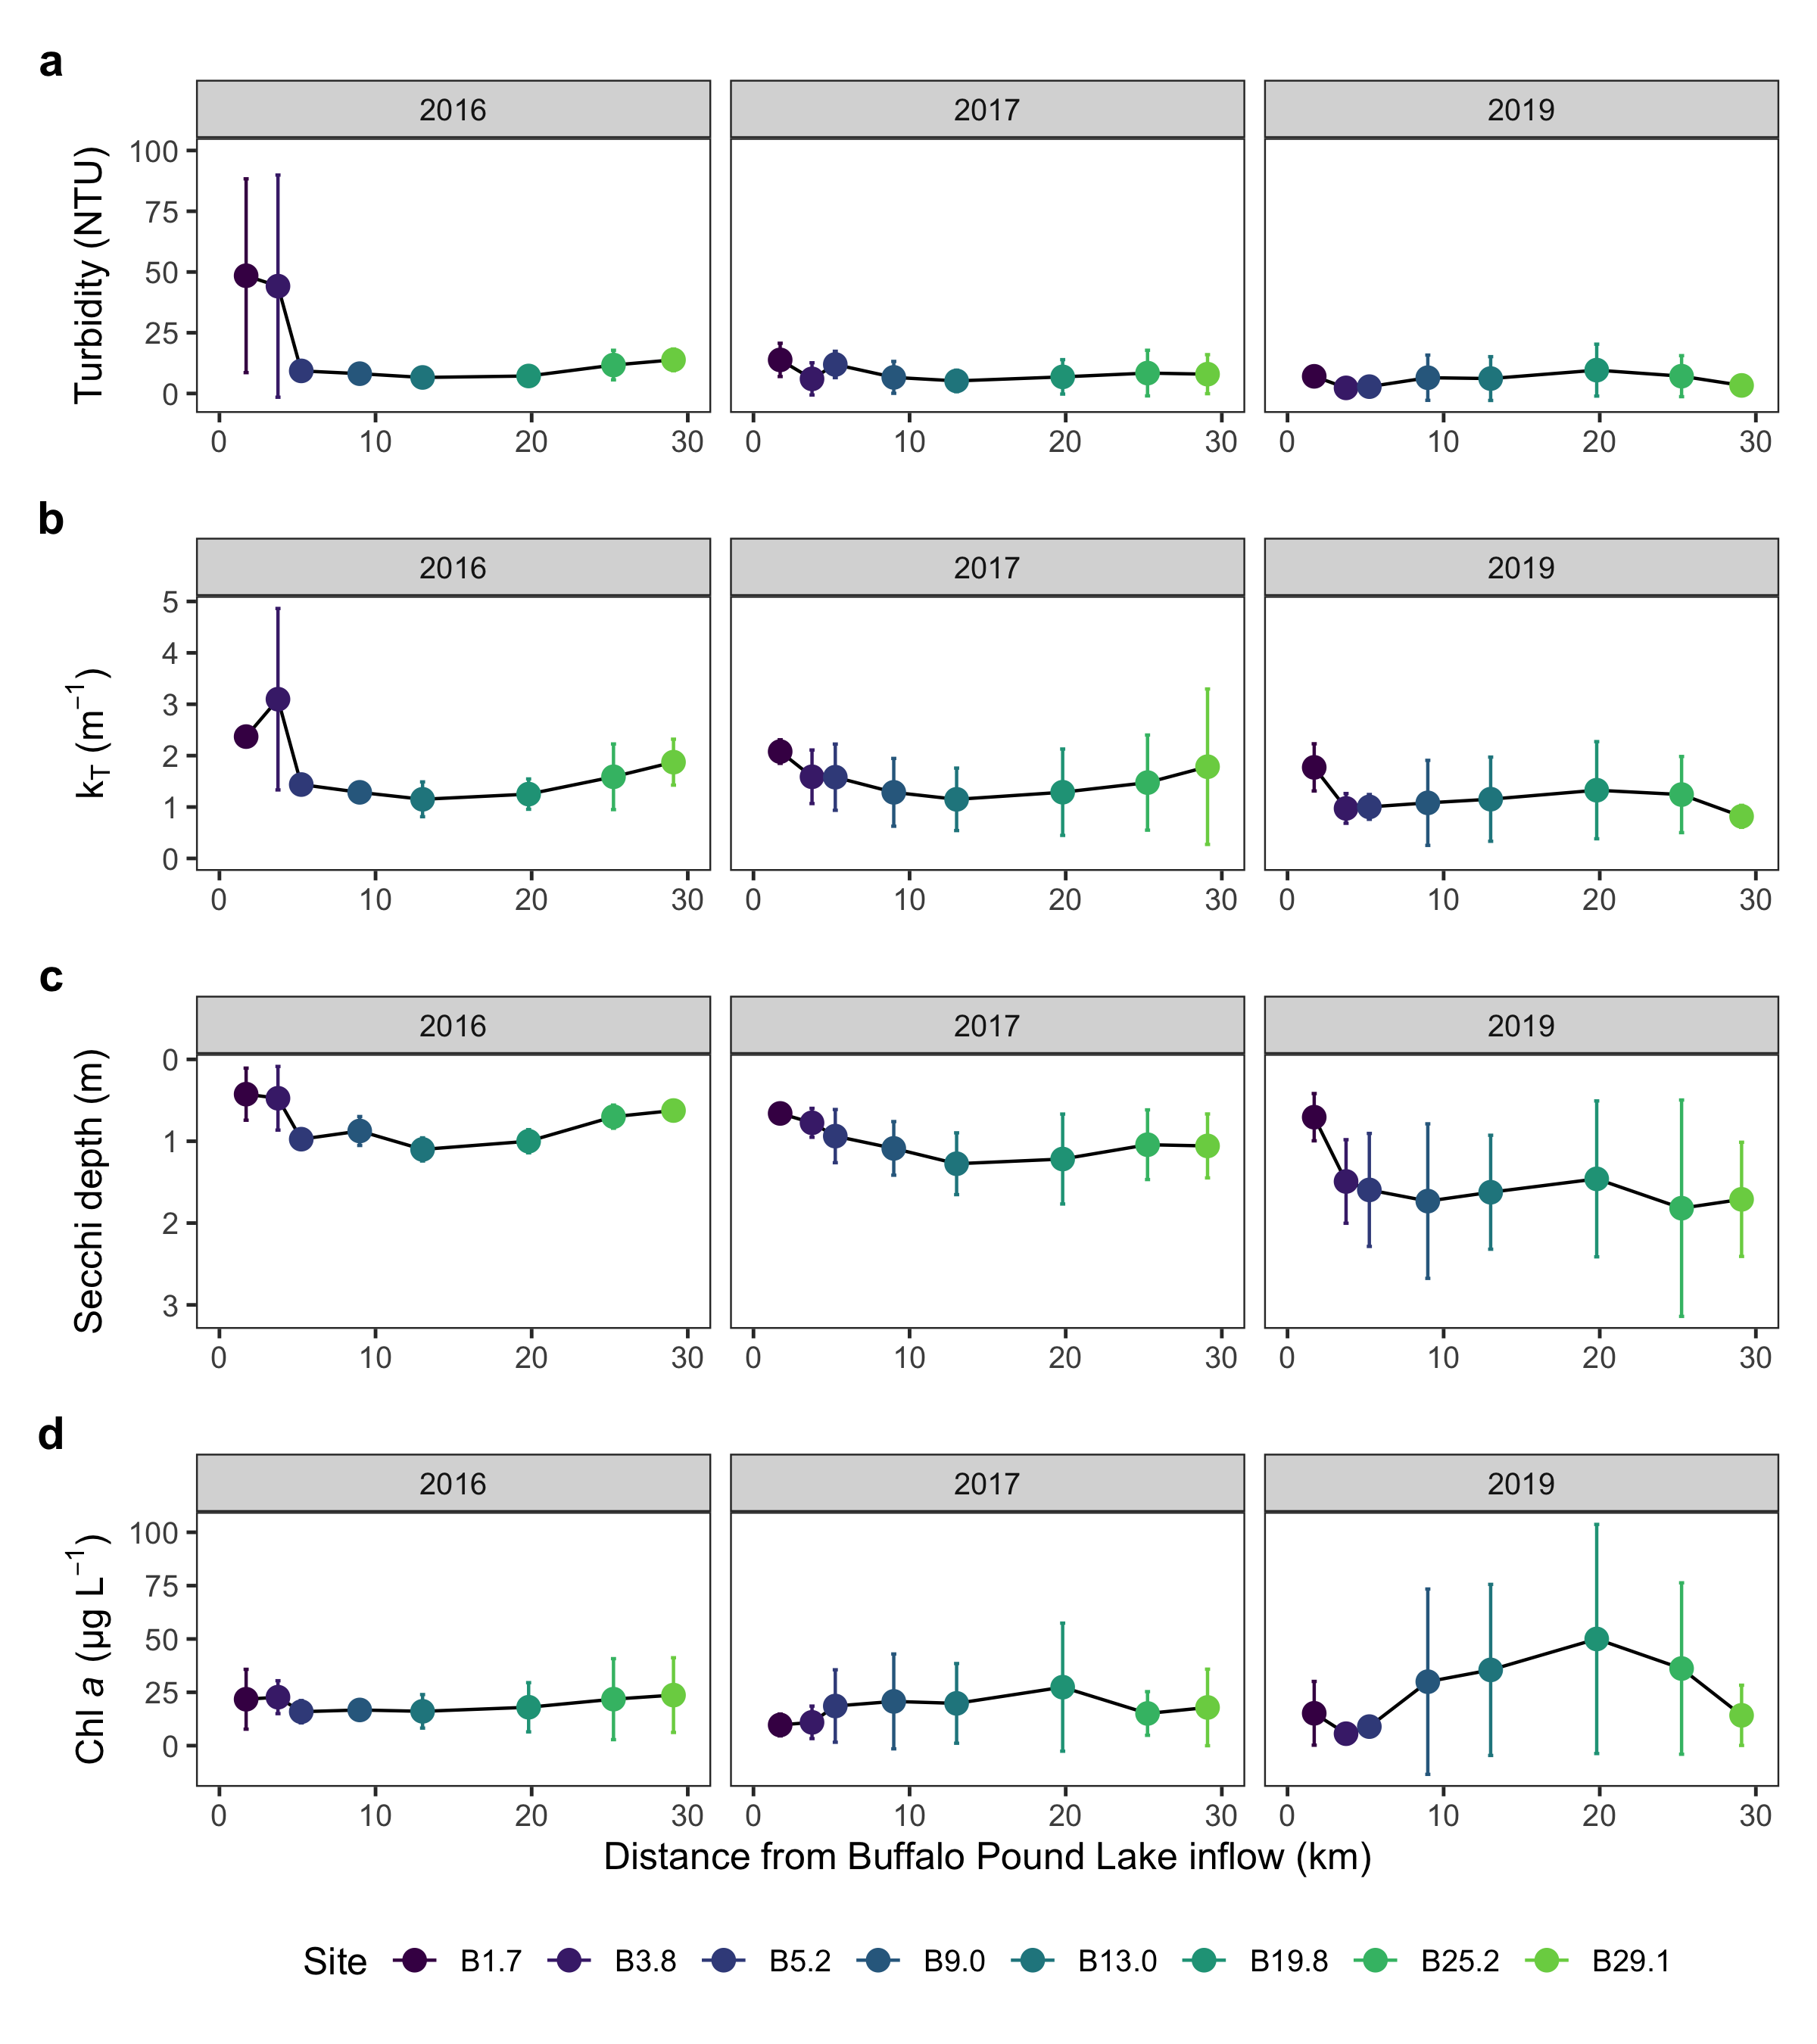 a
2016 2017 2019
Turbidity (NTU)
100
75
50
25
0
0 10 20 30 0 10 20 30 0 10 20 30
b
2016 2017 2019
kT (m−1)
5
4
3
2
1
0
0 10 20 30 0 10 20 30 0 10 20 30
c
2016 2017 2019
Secchi depth (m)
0
1
2
3
0 10 20 30 0 10 20 30 0 10 20 30
d
2016 2017 2019
Chl a (µg L−1)
100
75
50
25
0
0 10 20 30 0 10 20 30 0 10 20 30
Distance from Buffalo Pound Lake inflow (km)
Site B1.7 B3.8 B5.2 B9.0 B13.0 B19.8 B25.2 B29.1